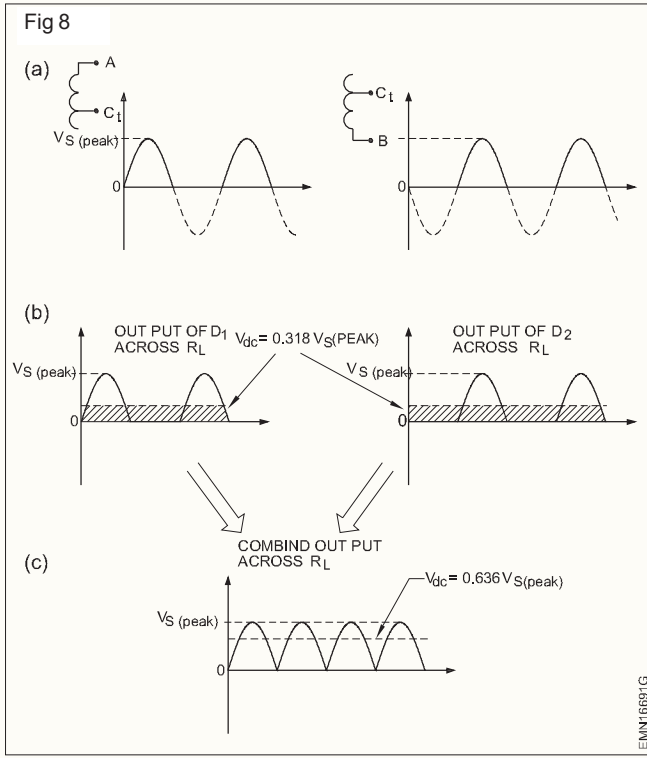 Fig 8
(a)
A
Ct
VS (peak)
0
Ct
B
0
(b)
OUT PUT OF D1
ACROSS RL
Vdc = 0.318 VS(PEAK)
OUT PUT OF D2
ACROSS RL
VS (peak)
0
VS (peak)
0
COMBIND OUT PUT
ACROSS RL
(c)
Vdc = 0.636 VS(peak)
VS (peak)
0
EMN16691G